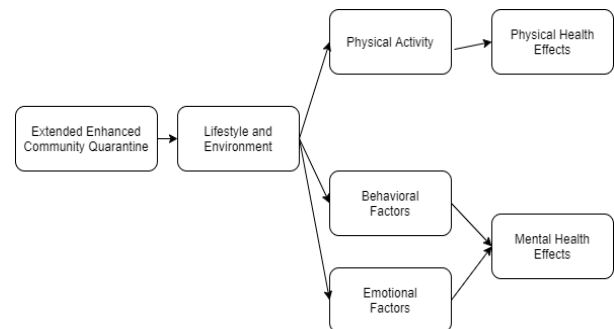 Physical Activity
Physical Health
Effects
Extended Enhanced
Community Quarantine
Lifestyle and
Environment
Behavioral
Factors
Mental Health
Effects
Emotional
Factors